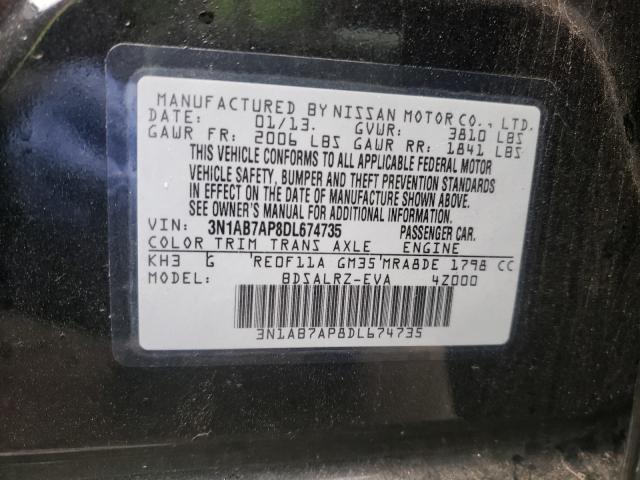 MANUFACTURED BY NISSAN MOTOR CO., LTD.
DATE: 01/13. GVWR: 3810 LBS
GAWR FR: 2006 LBS GAWR RR: 1841 LBS
THIS VEHICLE CONFORMS TO ALL APPLICABLE FEDERAL MOTOR
VEHICLE SAFETY, BUMPER AND THEFT PREVENTION STANDARDS
IN EFFECT ON THE DATE OF MANUFACTURE SHOWN ABOVE.
SEE OWNER'S MANUAL FOR ADDITIONAL INFORMATION.
VIN: 3N1AB7AP8DL674735 PASSENGER CAR.
COLOR TRIM TRANS AXLE ENGINE
KH3 G RE0F11A GM35 MRA8DE 1798 CC
MODEL: BDSALRZ-EVA 4Z000
3N1AB7AP8DL674735